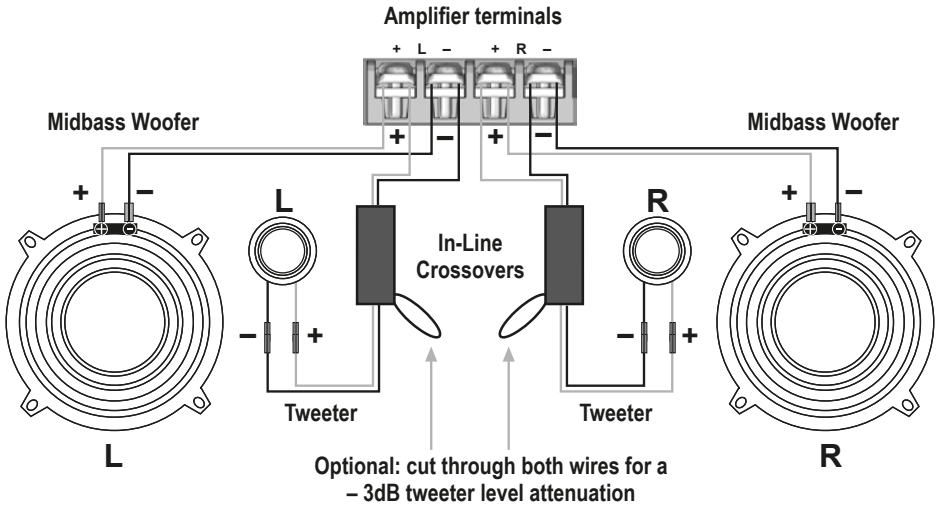 Amplifier terminals
+ L – + R –
Midbass Woofer
Midbass Woofer
+ – + –
+ –
+ –
L
R
In-Line
Crossovers
– +
– +
Tweeter
Tweeter
L
R
Optional: cut through both wires for a
– 3dB tweeter level attenuation